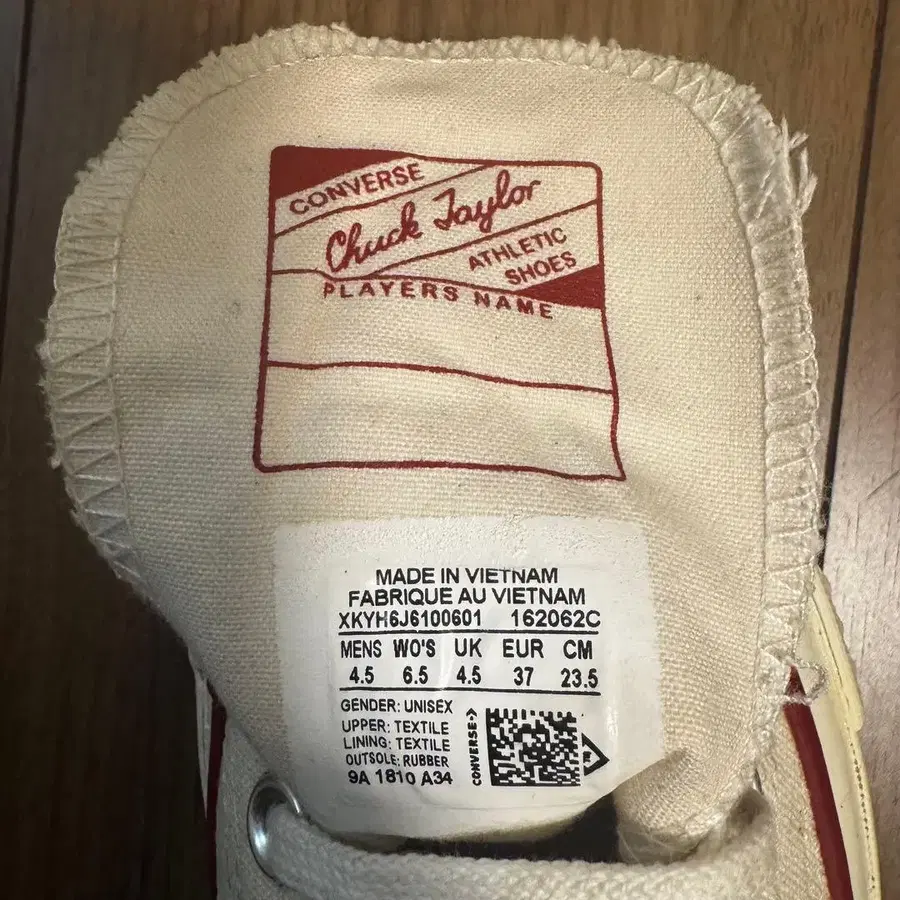 CONVERSE
Chuck Taylor
ATHLETIC
SHOES
PLAYERS NAME
MADE IN VIETNAM
FABRIQUE AU VIETNAM
XKYH6J6100601 162062C
MENS WO'S UK EUR CM
4.5 6.5 4.5 37 23.5
GENDER: UNISEX
UPPER: TEXTILE
LINING: TEXTILE
OUTSOLE: RUBBER
9A 1810 A34
CONVERSE->